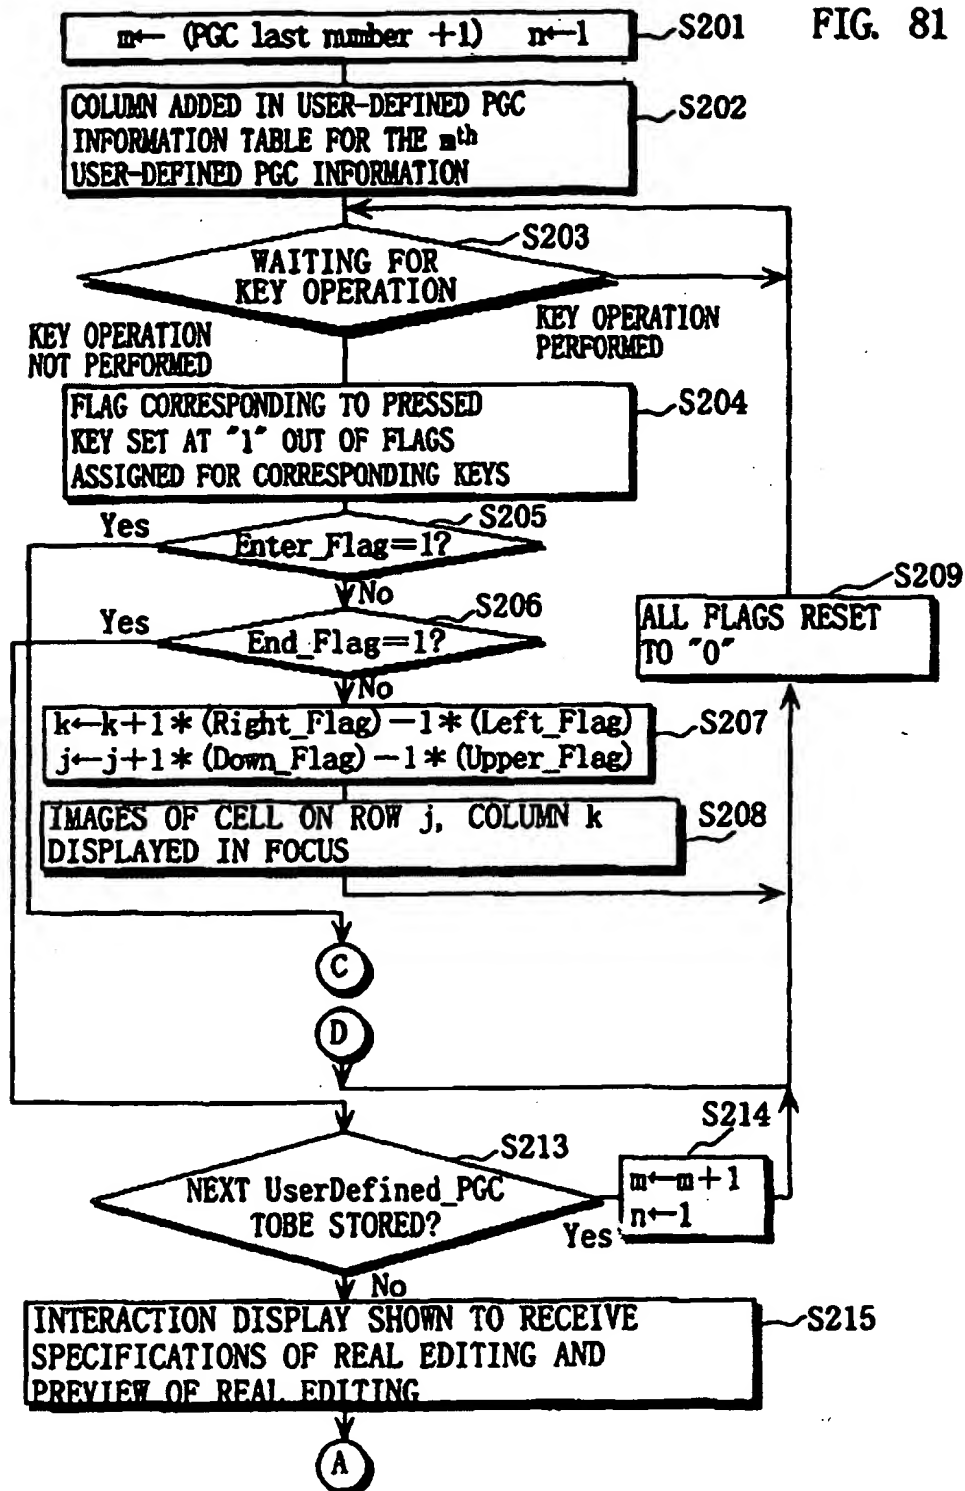 FIG. 81
m← (PGC last number +1) n←1
S201
COLUMN ADDED IN USER-DEFINED PGC
INFORMATION TABLE FOR THE mth
USER-DEFINED PGC INFORMATION
S202
S203
WAITING FOR
KEY OPERATION
KEY OPERATION
NOT PERFORMED
KEY OPERATION
PERFORMED
FLAG CORRESPONDING TO PRESSED
KEY SET AT "1" OUT OF FLAGS
ASSIGNED FOR CORRESPONDING KEYS
S204
Yes
S205
Enter_Flag=1?
No
Yes
S206
End_Flag=1?
No
S209
ALL FLAGS RESET
TO "0"
k←k+1*(Right_Flag)-1*(Left_Flag)
j←j+1*(Down_Flag)-1*(Upper_Flag)
S207
IMAGES OF CELL ON ROW j, COLUMN k
DISPLAYED IN FOCUS
S208
C
D
S213
NEXT UserDefined_PGC
TOBE STORED?
S214
m←m+1
n←1
Yes
No
INTERACTION DISPLAY SHOWN TO RECEIVE
SPECIFICATIONS OF REAL EDITING AND
PREVIEW OF REAL EDITING
S215
A